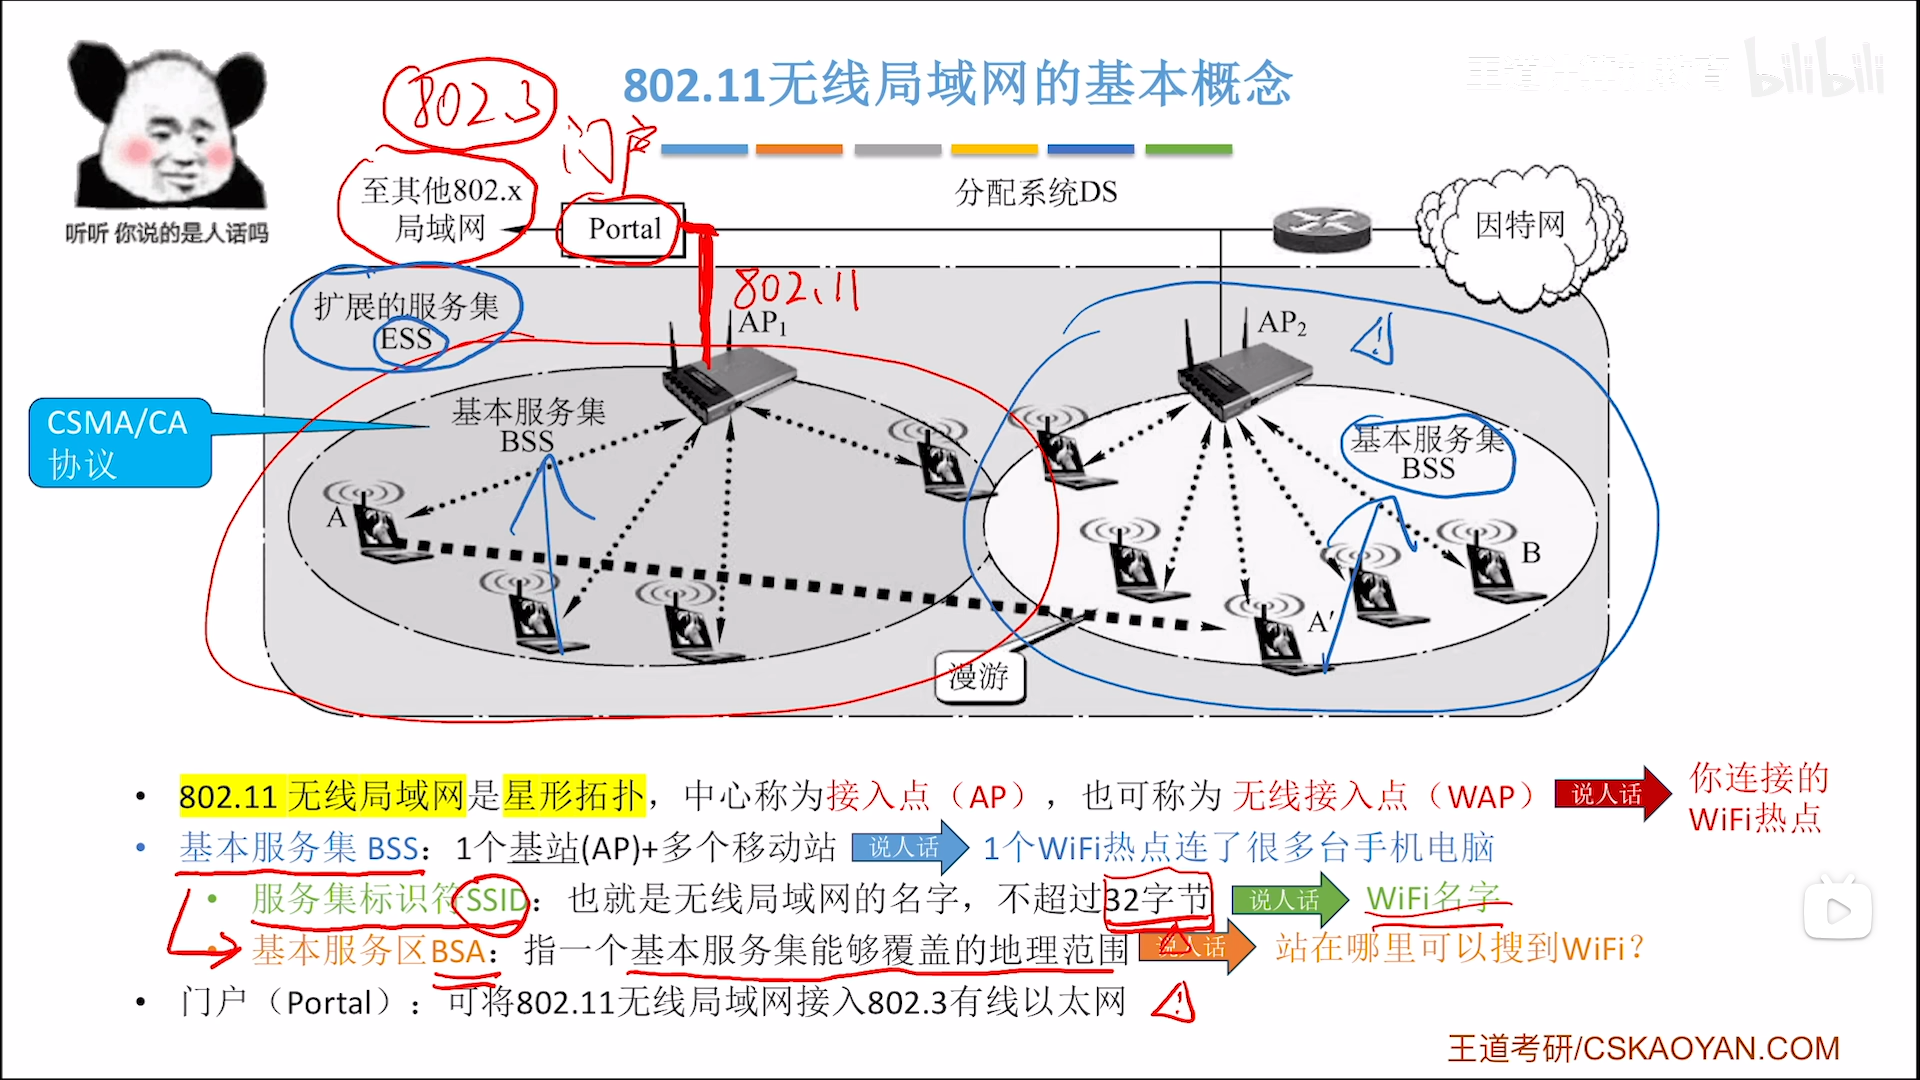 802.11无线局域网的基本概念
bilibili
听听 你说的是人话吗
802.3
门户
至其他802.x
局域网
Portal
分配系统DS
因特网
802.11
扩展的服务集
ESS
AP1
AP2
CSMA/CA
协议
基本服务集
BSS
基本服务集
BSS
A
B
A′
漫游
• 802.11 无线局域网是星形拓扑，中心称为接入点（AP），也可称为 无线接入点（WAP） 说人话 你连接的
WiFi热点
• 基本服务集 BSS：1个基站(AP)+多个移动站 说人话 1个WiFi热点连了很多台手机电脑
• 服务集标识符SSID：也就是无线局域网的名字，不超过32字节 说人话 WiFi名字
• 基本服务区BSA：指一个基本服务集能够覆盖的地理范围 说人话 站在哪里可以搜到WiFi？
• 门户（Portal）：可将802.11无线局域网接入802.3有线以太网
王道考研/CSKAOYAN.COM